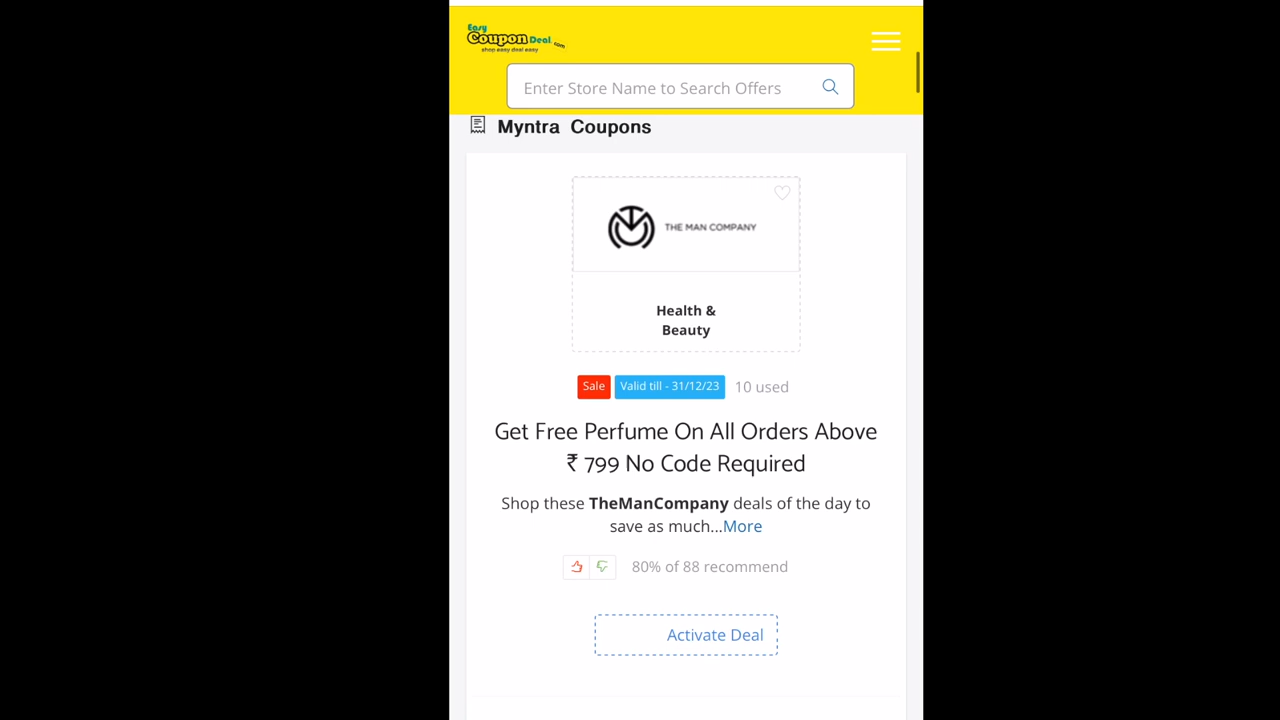 Easy
Coupon Deal .com
shop easy deal easy
Enter Store Name to Search Offers
Myntra Coupons
THE MAN COMPANY
Health &
Beauty
Sale Valid till - 31/12/23 10 used
Get Free Perfume On All Orders Above
₹ 799 No Code Required
Shop these TheManCompany deals of the day to
save as much...More
80% of 88 recommend
Activate Deal